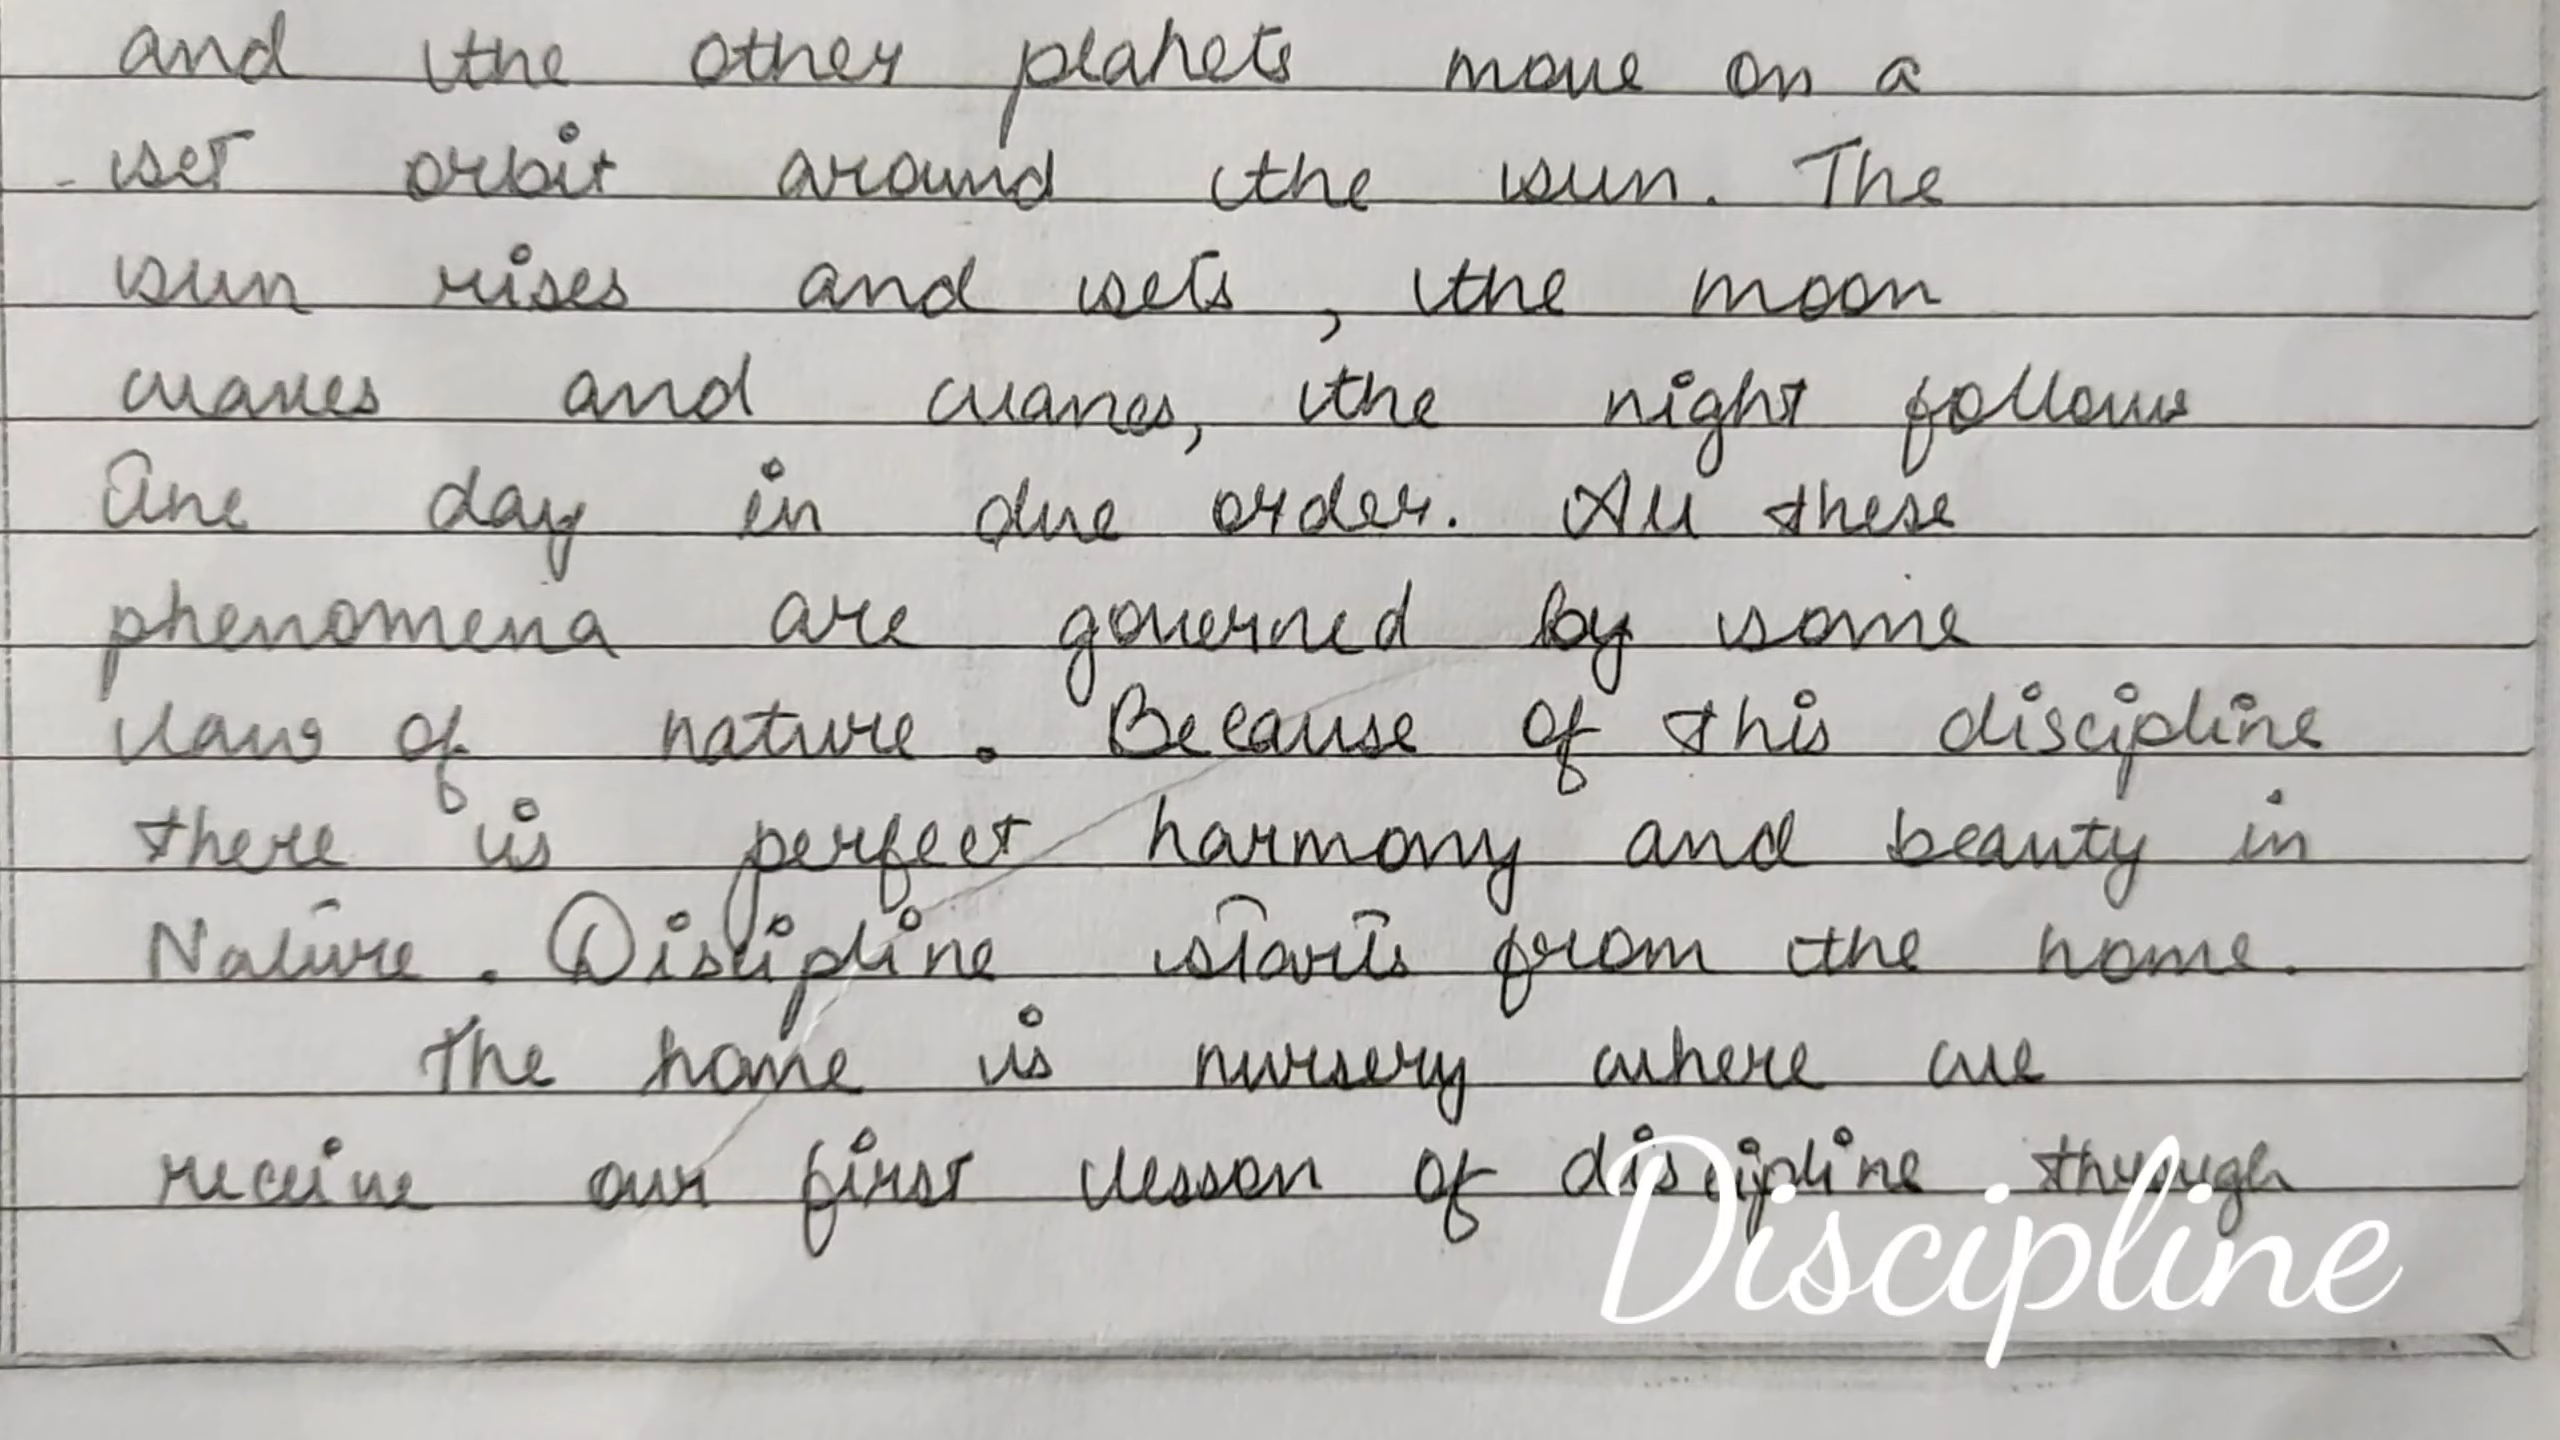 and the other planets move on a
set orbit around the sun. The
sun rises and sets, the moon
waxes and wanes, the night follows
the day in due order. All these
phenomena are governed by some
laws of nature. Because of this discipline
there is perfect harmony and beauty in
Nature. Discipline starts from the home.
The home is nursery where we
receive our first lesson of discipline through
Discipline